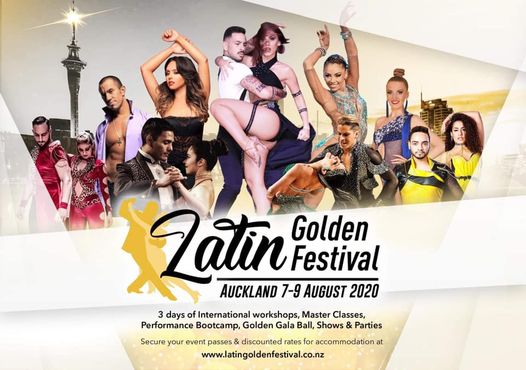 Latin
Golden
Festival
AUCKLAND 7-9 AUGUST 2020
3 days of International workshops, Master Classes,
Performance Bootcamp, Golden Gala Ball, Shows & Parties
Secure your event passes & discounted rates for accommodation at
www.latingoldenfestival.co.nz